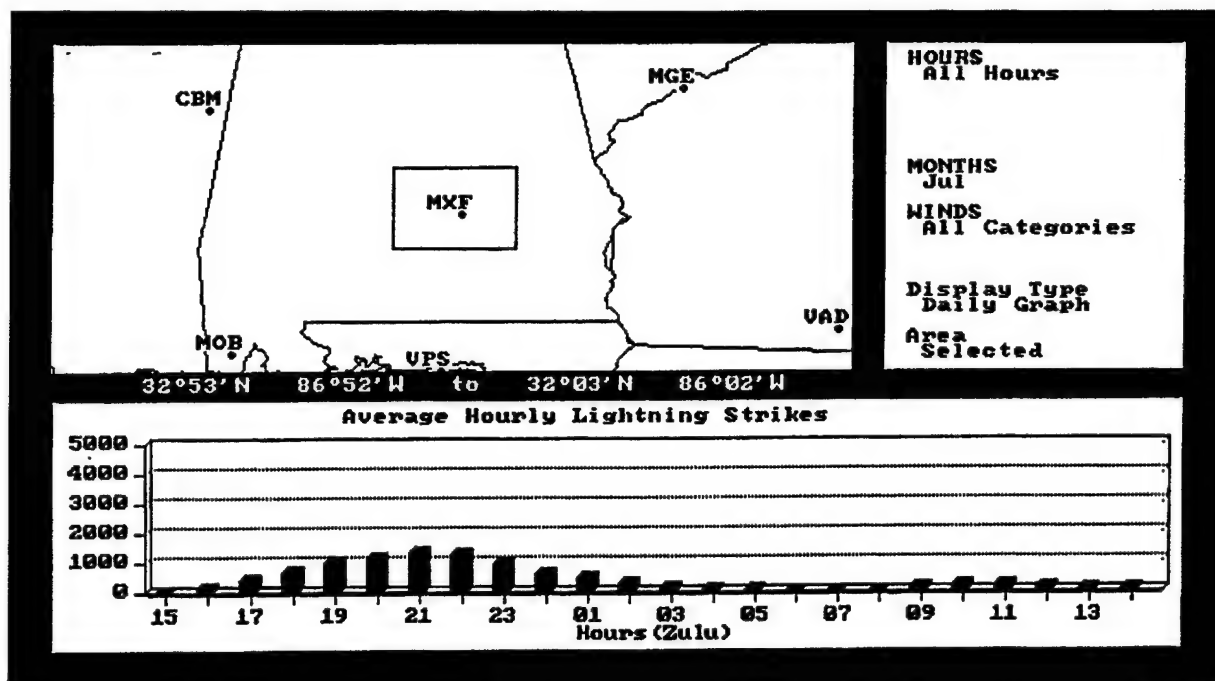 CBM
MGE
MXF
MOB
VPS
VAD
32°53'N 86°52'W to 32°03'N 86°02'W
HOURS
All Hours
MONTHS
Jul
WINDS
All Categories
Display Type
Daily Graph
Area
Selected
Average Hourly Lightning Strikes
5000
4000
3000
2000
1000
0
15 17 19 21 23 01 03 05 07 09 11 13
Hours(Zulu)